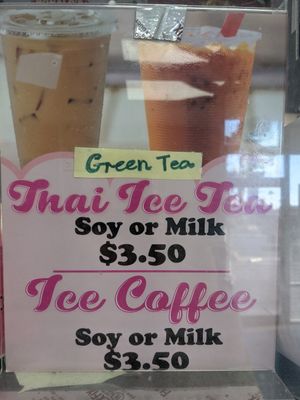 Green Tea
Thai Ice Tea
Soy or Milk
$3.50
Ice Coffee
Soy or Milk
$3.50